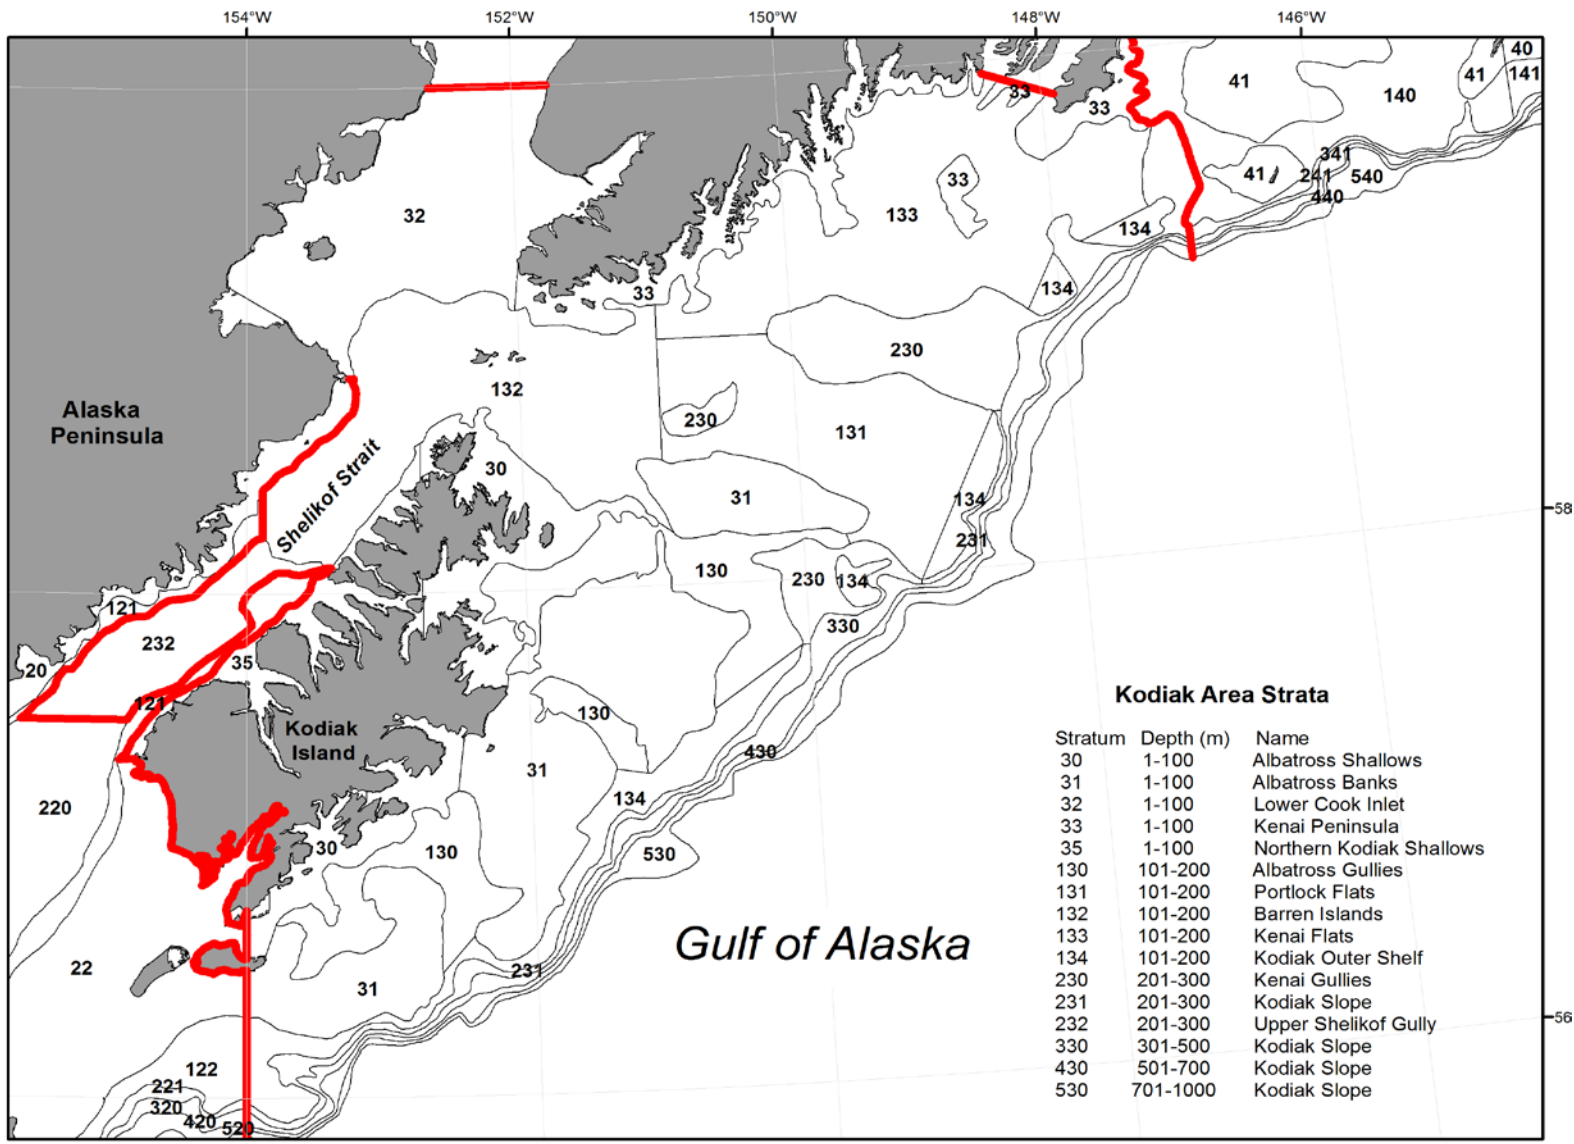 154°W 152°W 150°W 148°W 146°W
40
41
41
141
140
33
33
341
41
241
540
440
33
32
133
134
134
33
230
132
230
131
Alaska
Peninsula
Shelikof Strait
30
31
134
58
231
130
230
134
121
330
232
20
35
121
130
Kodiak
Island
430
31
134
220
30
130
530
Gulf of Alaska
22
231
31
56
122
221
320
420
520
Kodiak Area Strata
Stratum Depth (m) Name
30 1-100 Albatross Shallows
31 1-100 Albatross Banks
32 1-100 Lower Cook Inlet
33 1-100 Kenai Peninsula
35 1-100 Northern Kodiak Shallows
130 101-200 Albatross Gullies
131 101-200 Portlock Flats
132 101-200 Barren Islands
133 101-200 Kenai Flats
134 101-200 Kodiak Outer Shelf
230 201-300 Kenai Gullies
231 201-300 Kodiak Slope
232 201-300 Upper Shelikof Gully
330 301-500 Kodiak Slope
430 501-700 Kodiak Slope
530 701-1000 Kodiak Slope